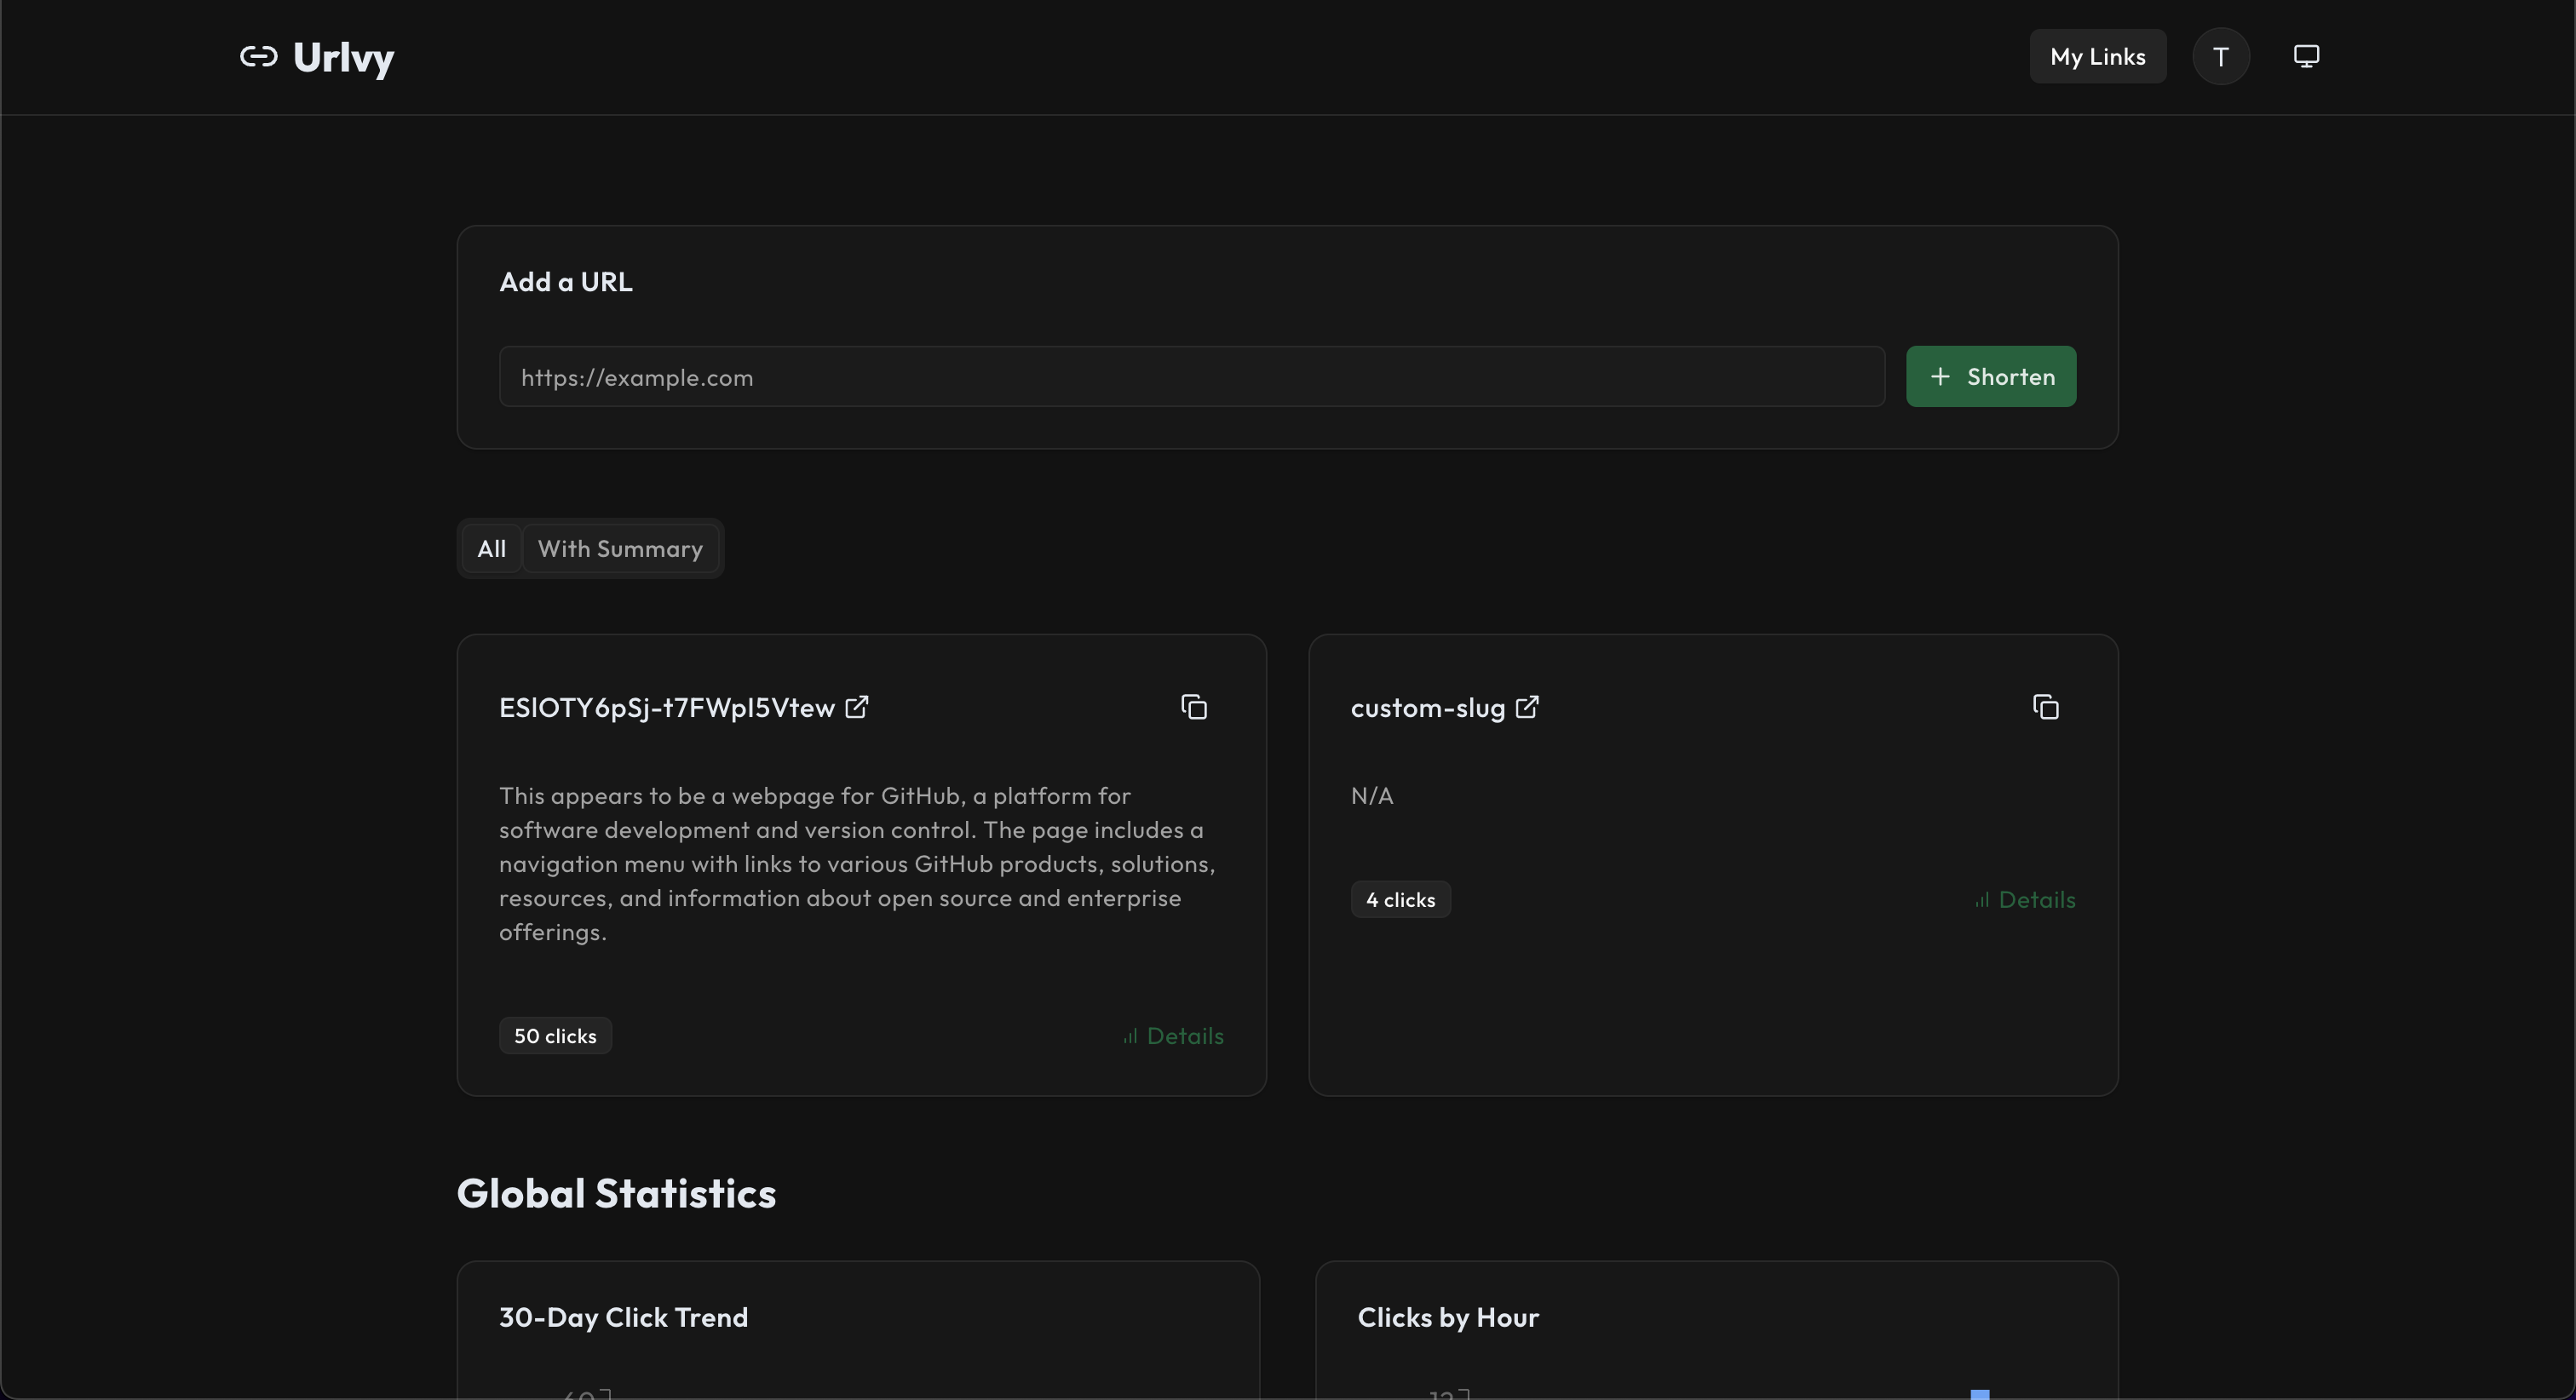 Urlvy
My Links
T
Add a URL
https://example.com
+ Shorten
All
With Summary
ESIOTY6pSj-t7FWpI5Vtew
This appears to be a webpage for GitHub, a platform for
software development and version control. The page includes a
navigation menu with links to various GitHub products, solutions,
resources, and information about open source and enterprise
offerings.
50 clicks
Details
custom-slug
N/A
4 clicks
Details
Global Statistics
30-Day Click Trend
Clicks by Hour